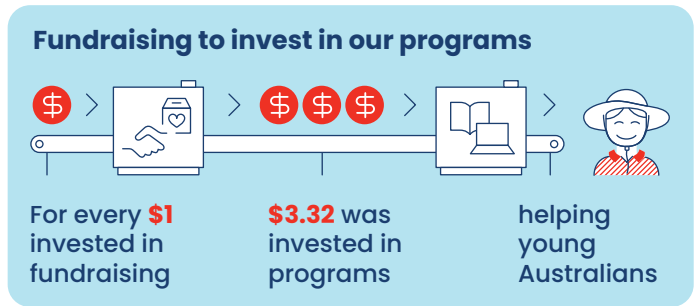 Fundraising to invest in our programs
For every $1
invested in
fundraising
$3.32 was
invested in
programs
helping
young
Australians